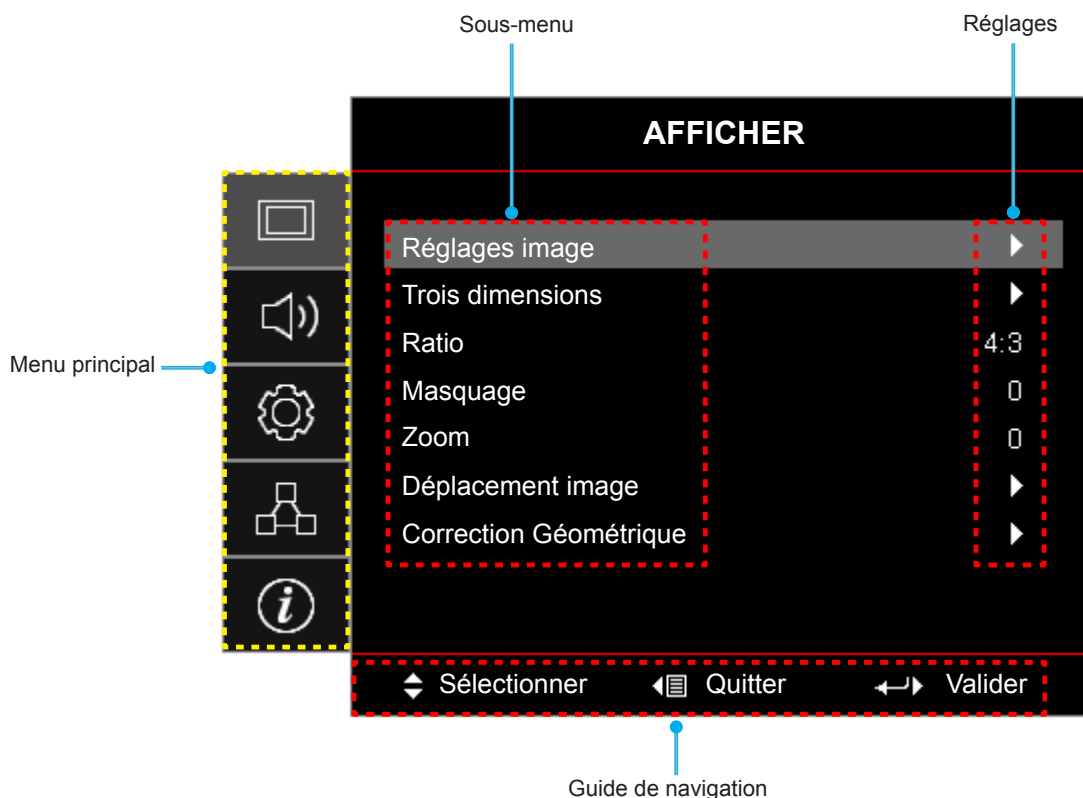 Sous-menu
Réglages
AFFICHER
Menu principal
Réglages image
Trois dimensions
Ratio 4:3
Masquage 0
Zoom 0
Déplacement image
Correction Géométrique
i
Sélectionner Quitter Valider
Guide de navigation